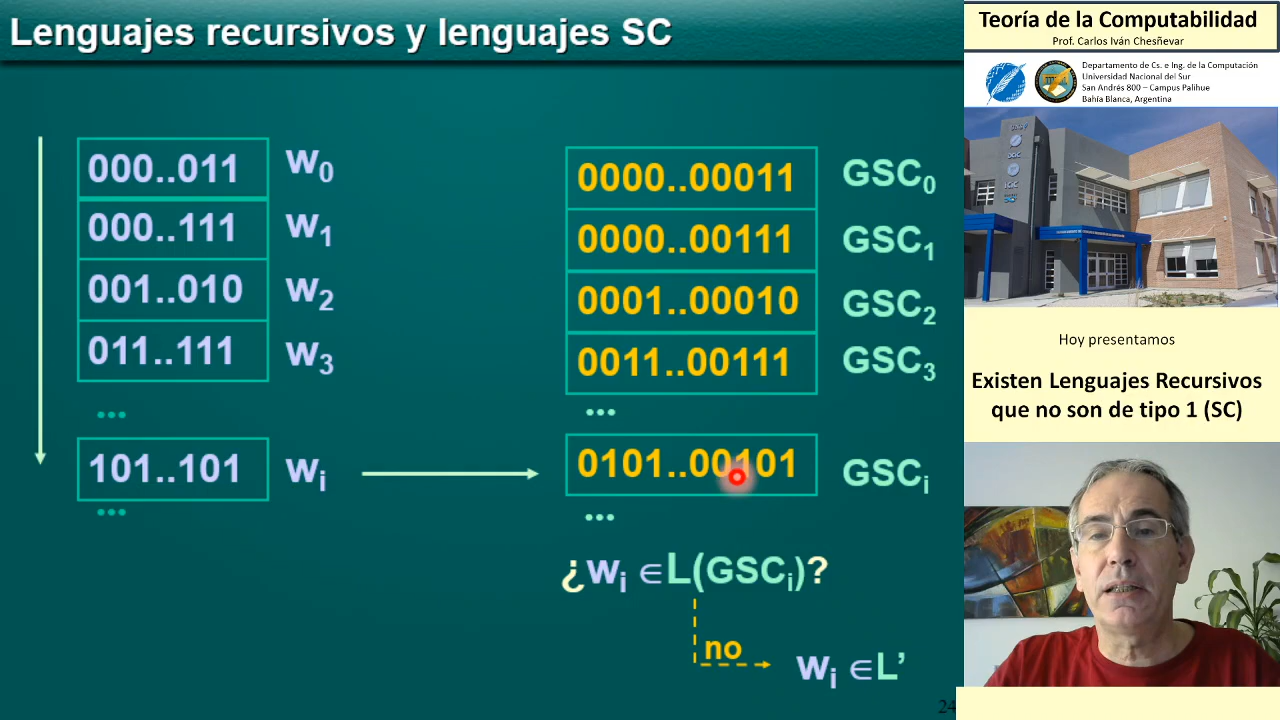 Lenguajes recursivos y lenguajes SC
000..011 w0
000..111 w1
001..010 w2
011..111 w3
...
101..101 wi
...
0000..00011 GSC0
0000..00111 GSC1
0001..00010 GSC2
0011..00111 GSC3
...
0101..00101 GSCi
...
¿wi ∈L(GSCi)?
no
wi ∈L’
24
Teoría de la Computabilidad
Prof. Carlos Iván Chesñevar
Departamento de Cs. e Ing. de la Computación
Universidad Nacional del Sur
San Andrés 800 – Campus Palihue
Bahía Blanca, Argentina
Hoy presentamos
Existen Lenguajes Recursivos
que no son de tipo 1 (SC)